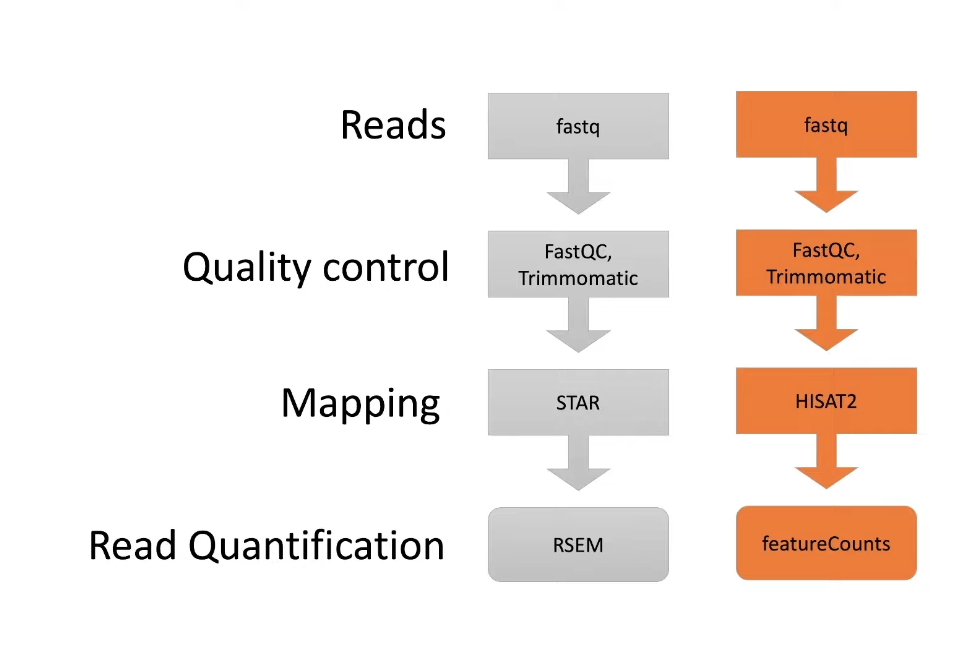 Reads
fastq
fastq
Quality control
FastQC,
Trimmomatic
FastQC,
Trimmomatic
Mapping
STAR
HISAT2
Read Quantification
RSEM
featureCounts